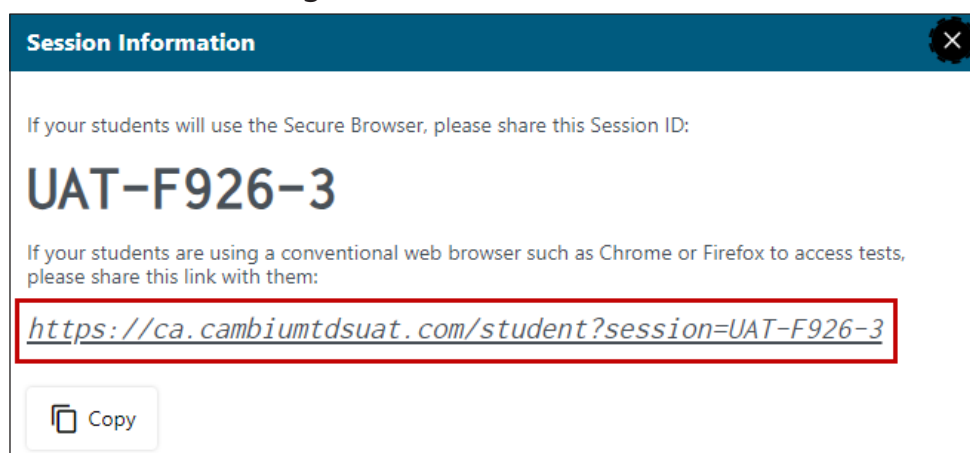 Session Information
If your students will use the Secure Browser, please share this Session ID:
UAT-F926-3
If your students are using a conventional web browser such as Chrome or Firefox to access tests,
please share this link with them:
https://ca.cambiumtdsuat.com/student?session=UAT-F926-3
Copy